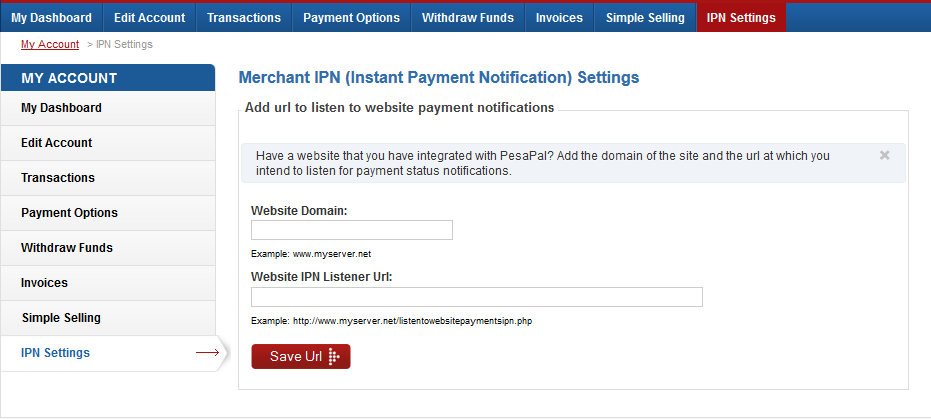 My Dashboard Edit Account Transactions Payment Options Withdraw Funds Invoices Simple Selling IPN Settings
My Account > IPN Settings
MY ACCOUNT
My Dashboard
Edit Account
Transactions
Payment Options
Withdraw Funds
Invoices
Simple Selling
IPN Settings
Merchant IPN (Instant Payment Notification) Settings
Add url to listen to website payment notifications
Have a website that you have integrated with PesaPal? Add the domain of the site and the url at which you
intend to listen for payment status notifications.
Website Domain:
Example: www.myserver.net
Website IPN Listener Url:
Example: http://www.myserver.net/listentowebsitepaymentsipn.php
Save Url